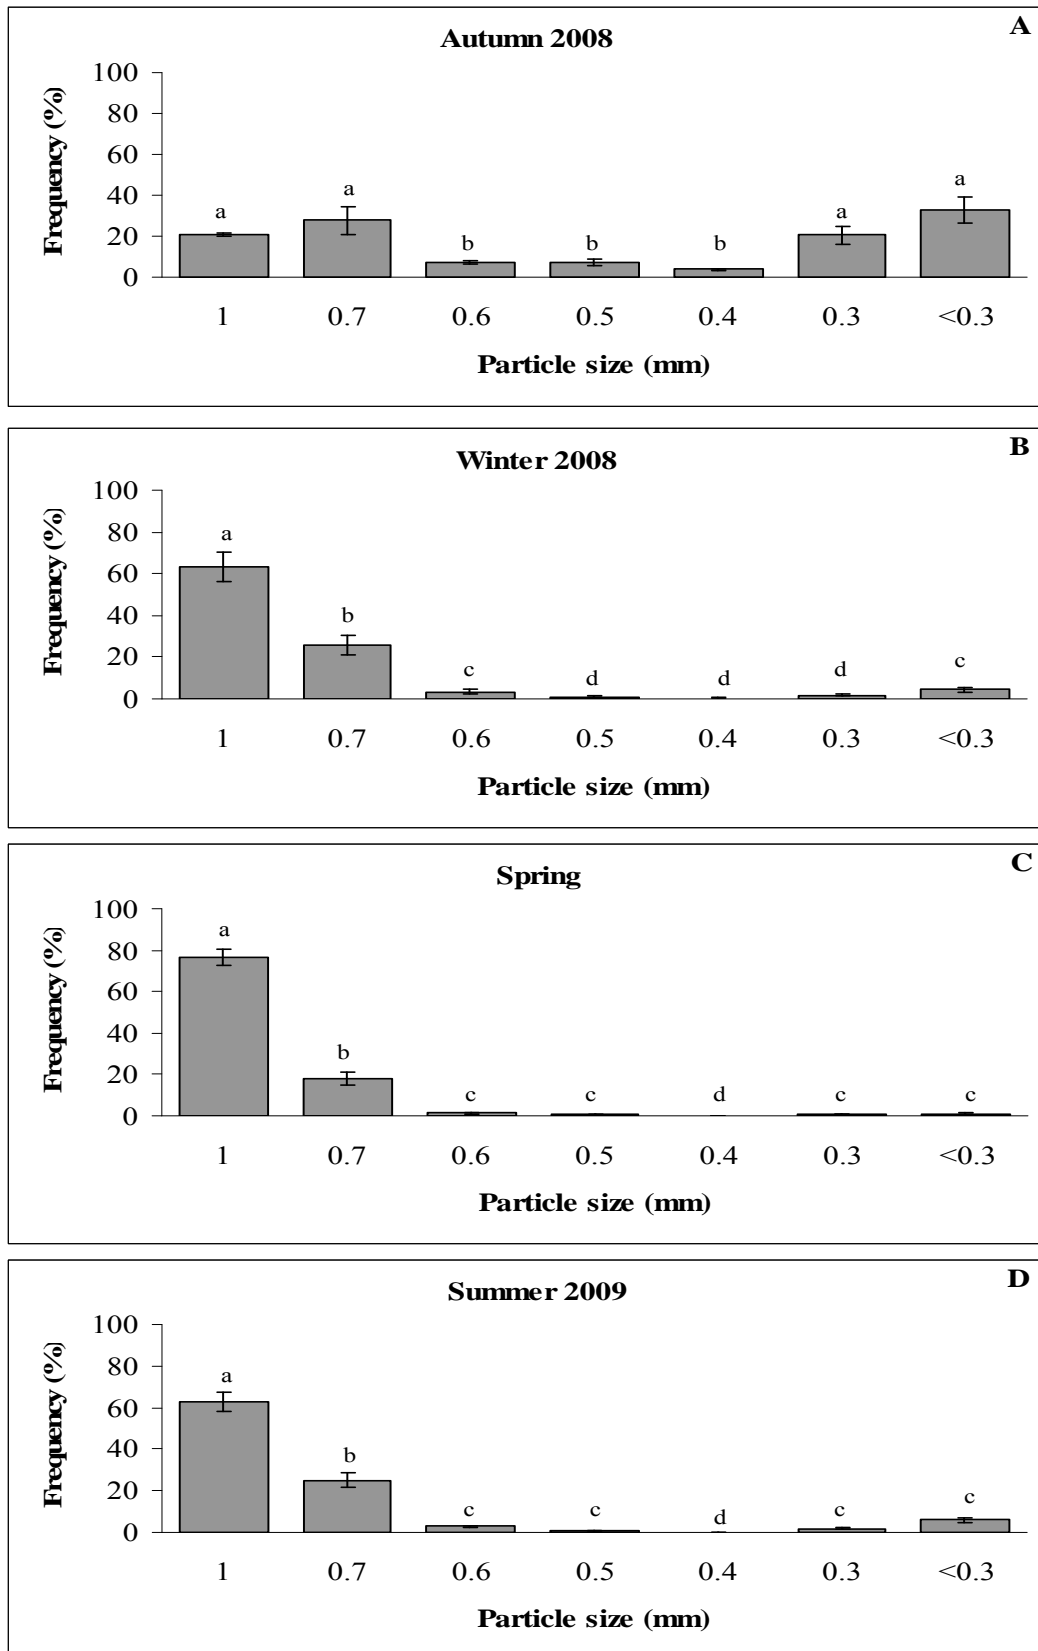 A
Autumn 2008
Frequency (%)
100
80
60
40
20
0
a
a
b
b
b
a
a
1 0.7 0.6 0.5 0.4 0.3 <0.3
Particle size (mm)
B
Winter 2008
Frequency (%)
100
80
60
40
20
0
a
b
c
d
d
d
c
1 0.7 0.6 0.5 0.4 0.3 <0.3
Particle size (mm)
C
Spring
Frequency (%)
100
80
60
40
20
0
a
b
c
c
d
c
c
1 0.7 0.6 0.5 0.4 0.3 <0.3
Particle size (mm)
D
Summer 2009
Frequency (%)
100
80
60
40
20
0
a
b
c
c
d
c
c
1 0.7 0.6 0.5 0.4 0.3 <0.3
Particle size (mm)